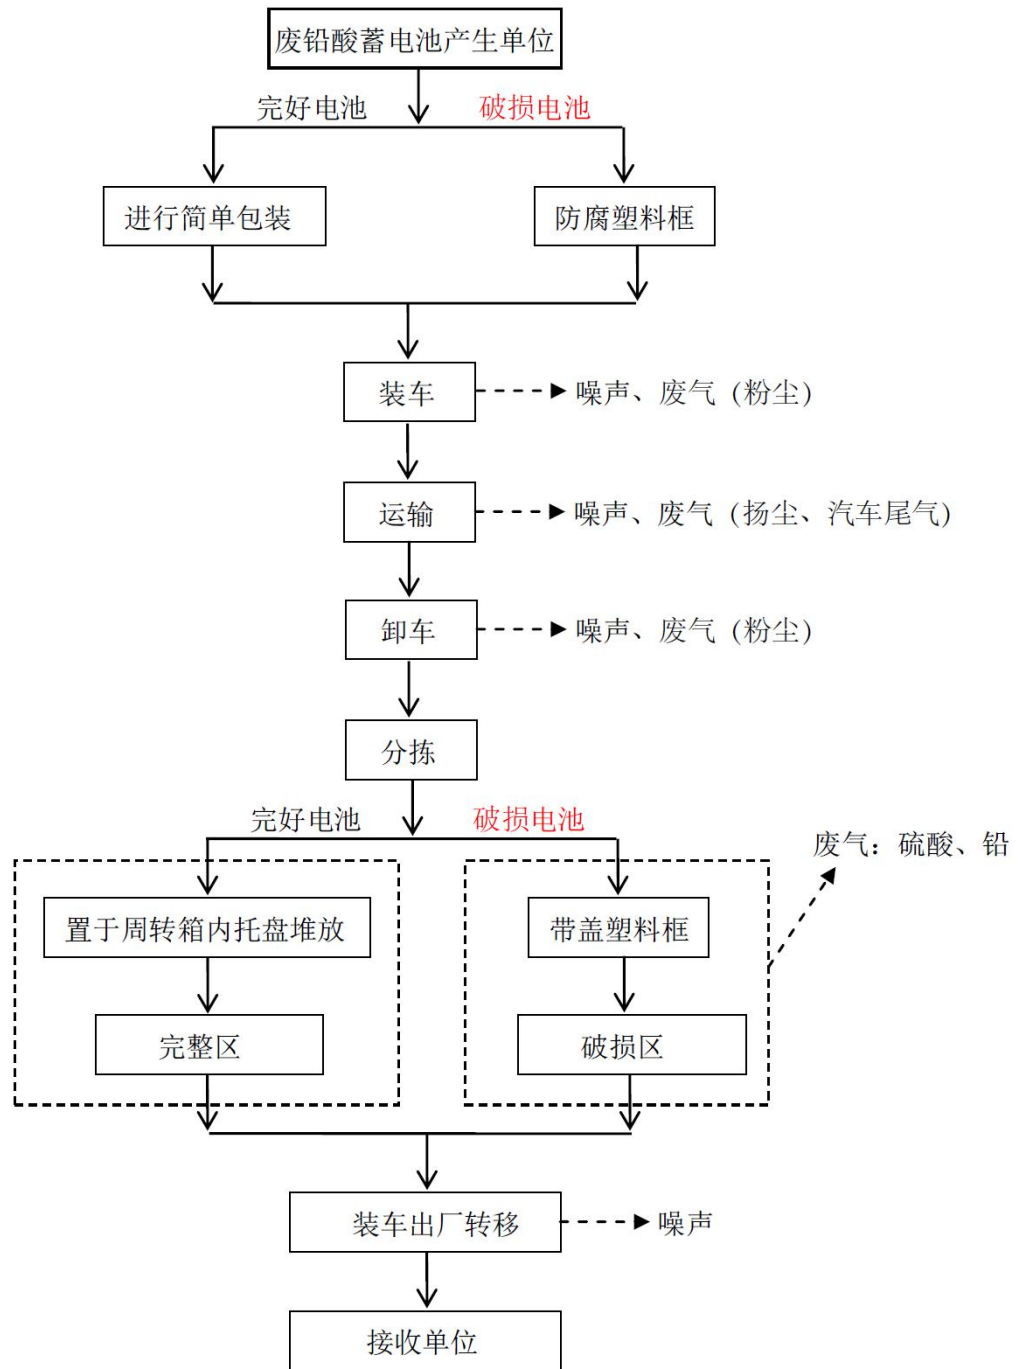 废铅酸蓄电池产生单位
完好电池
破损电池
进行简单包装
防腐塑料框
装车
噪声、废气（粉尘）
运输
噪声、废气（扬尘、汽车尾气）
卸车
噪声、废气（粉尘）
分拣
完好电池
破损电池
废气：硫酸、铅
置于周转箱内托盘堆放
带盖塑料框
完整区
破损区
装车出厂转移
噪声
接收单位